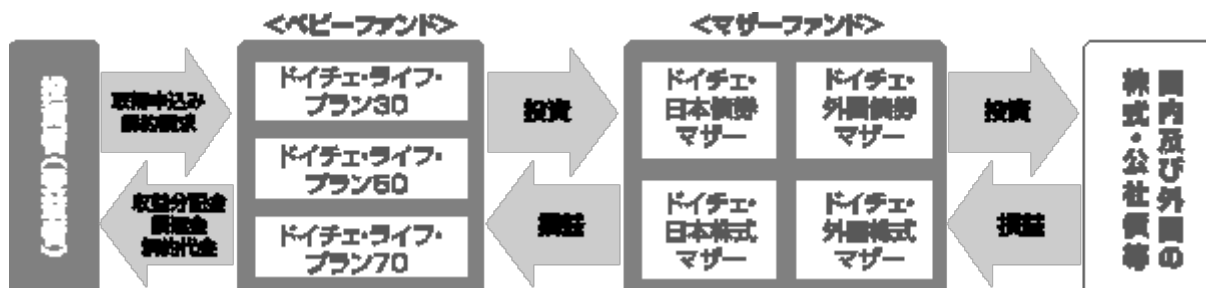 <ベビーファンド>
<マザーファンド>
取得申込み
解約請求
収益分配金
償還金
解約代金
ドイチェ・ライフ・
プラン30
ドイチェ・ライフ・
プラン50
ドイチェ・ライフ・
プラン70
投資
損益
ドイチェ・
日本債券
マザー
ドイチェ・
外国債券
マザー
ドイチェ・
日本株式
マザー
ドイチェ・
外国株式
マザー
投資
損益
国内及び外国の
株式・公社債等